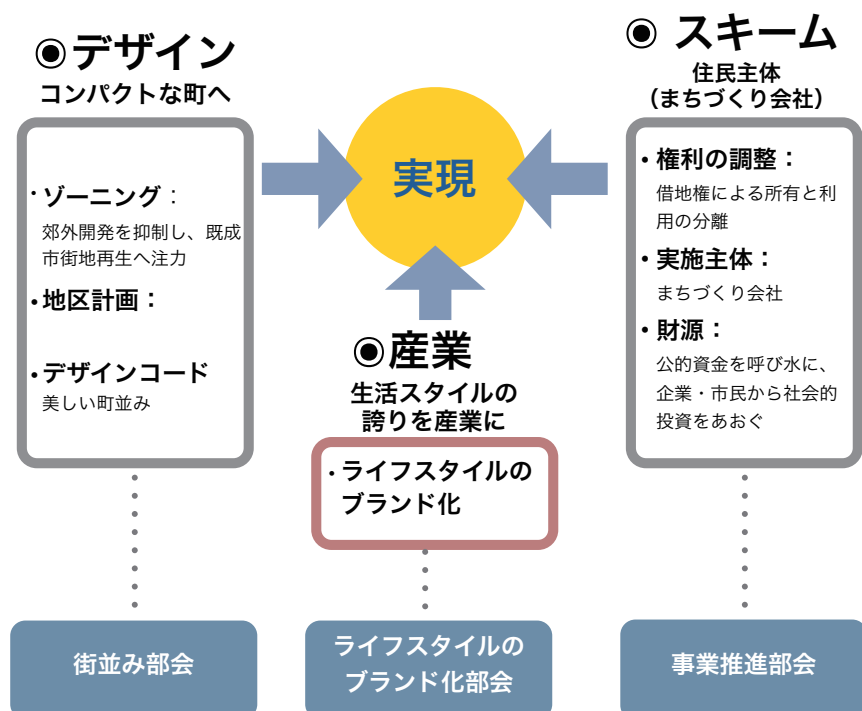 ◉デザイン
コンパクトな町へ
・ゾーニング：
郊外開発を抑制し、既成
市街地再生へ注力
・地区計画：
・デザインコード
美しい町並み
街並み部会
実現
◉産業
生活スタイルの
誇りを産業に
・ライフスタイルの
ブランド化
ライフスタイルの
ブランド化部会
◉ スキーム
住民主体
（まちづくり会社）
・権利の調整：
借地権による所有と利
用の分離
・実施主体：
まちづくり会社
・財源：
公的資金を呼び水に、
企業・市民から社会的
投資をあおぐ
事業推進部会